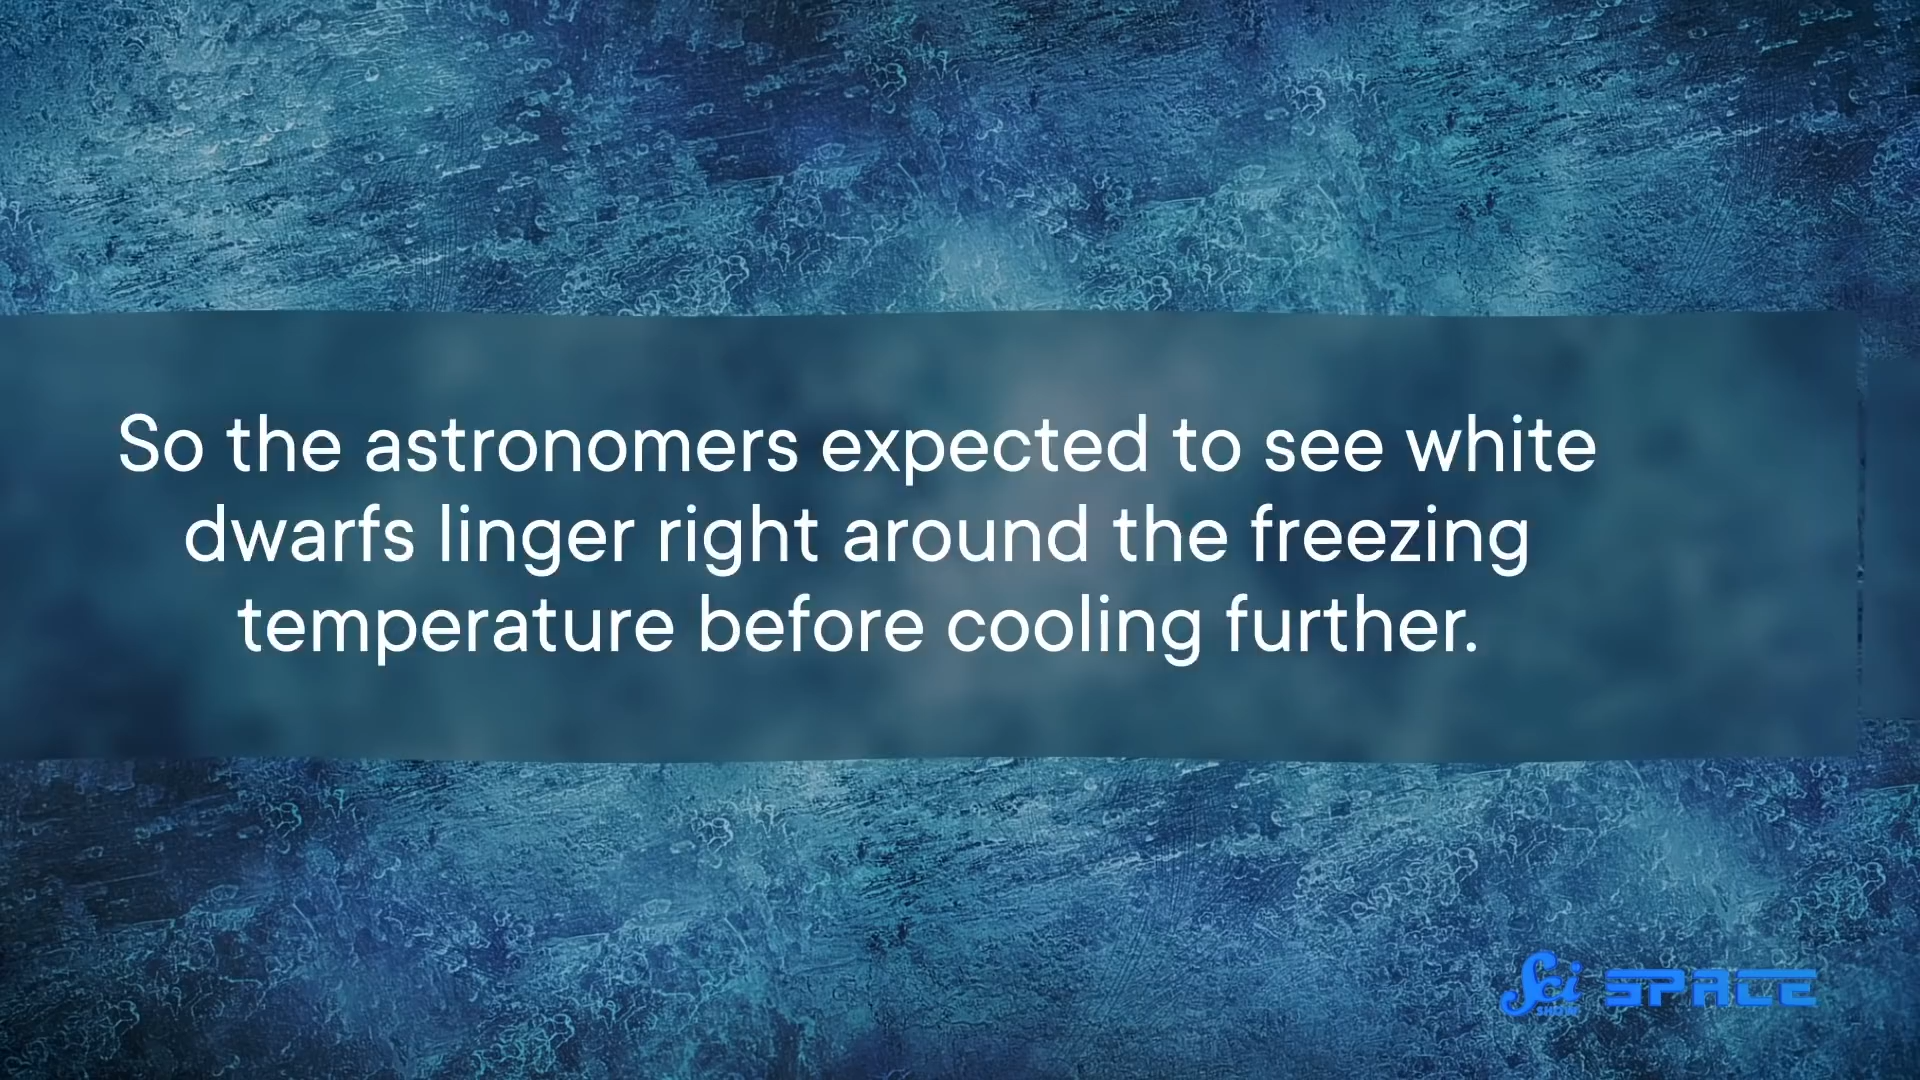 So the astronomers expected to see white
dwarfs linger right around the freezing
temperature before cooling further.
Sci SHOW SPACE